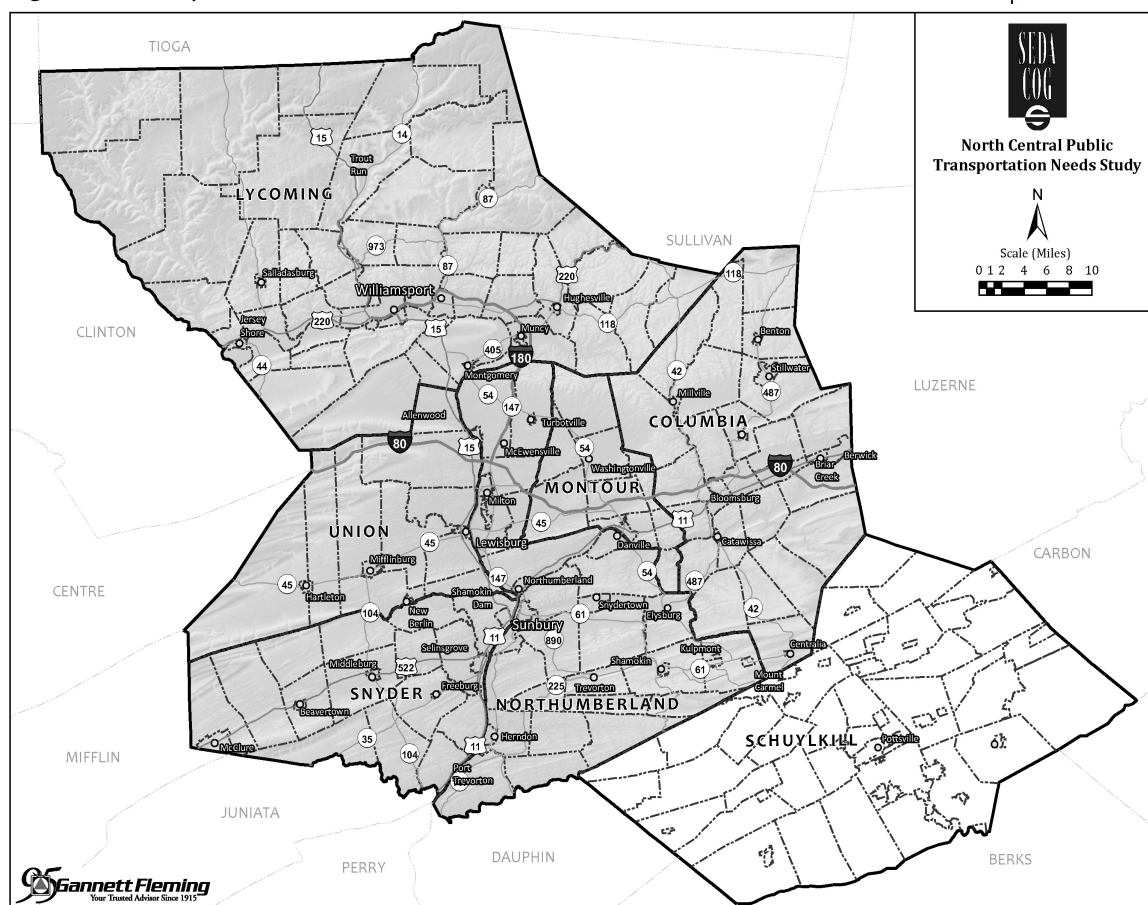 TIOGA
SEDA
COG
North Central Public
Transportation Needs Study
N
Scale (Miles)
0 1 2 4 6 8 10
15
14
Trout
Run
LYCOMING
87
973
SULLIVAN
87
220
118
Salladasburg
Williamsport
Hughesville
CLINTON
Jersey
Shore
220
15
118
Muncy
Benton
405
180
44
Montgomery
42
Stillwater
LUZERNE
54
487
147
Millville
Allenwood
Turbotville
COLUMBIA
80
15
McEwensville
54
Washingtonville
80
Briar
Creek
Berwick
MONTOUR
Milton
Bloomsburg
45
11
UNION
45
Lewisburg
Danville
Catawissa
CARBON
Mifflinburg
CENTRE
45
Hartleton
147
Northumberland
54
487
Shamokin
Dam
New
Berlin
Snydertown
104
61
Elysburg
42
Sunbury
11
890
Selinsgrove
Centralia
Middleburg
522
Shamokin
Kulpmont
61
SNYDER
Freeburg
225
Trevorton
Mount
Carmel
Beavertown
NORTHUMBERLAND
35
Herndon
SCHUYLKILL
Pottsville
McClure
104
11
MIFFLIN
Port
Trevorton
JUNIATA
PERRY
DAUPHIN
BERKS
95 Gannett Fleming
Your Trusted Advisor Since 1915